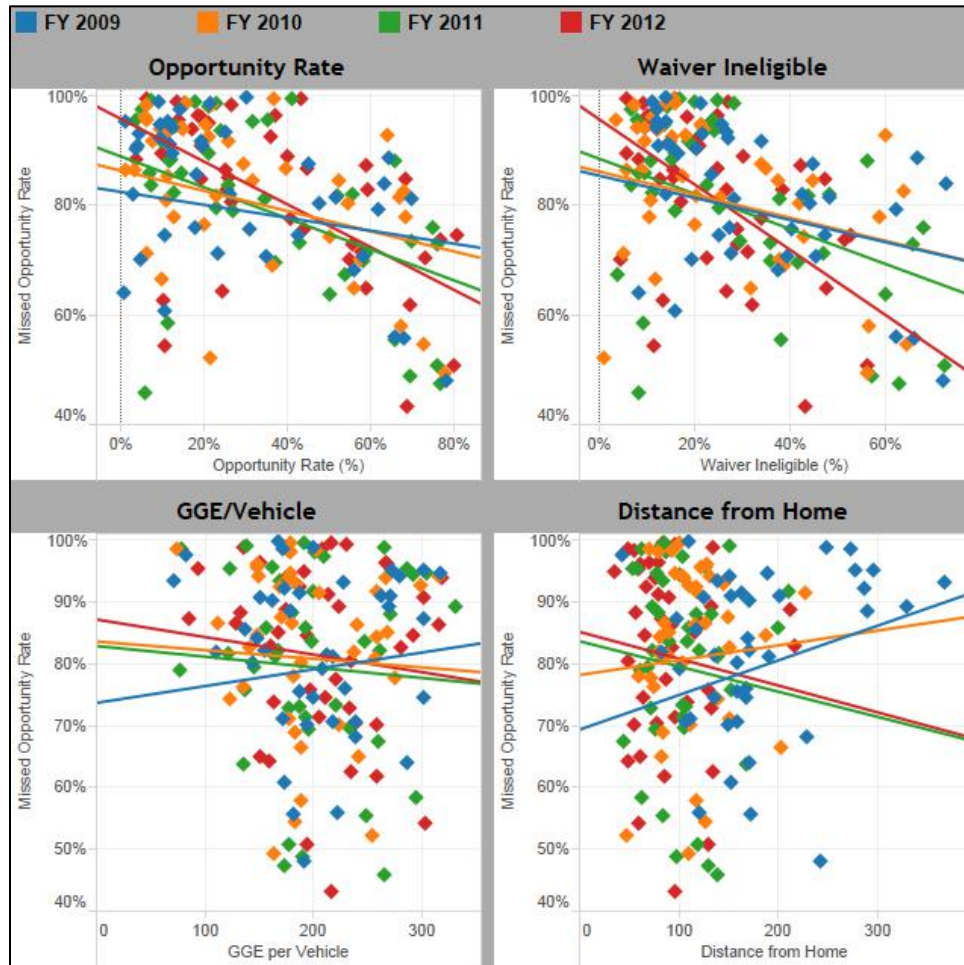 FY 2009 FY 2010 FY 2011 FY 2012
Opportunity Rate
Missed Opportunity Rate
100%
80%
60%
40%
0% 20% 40% 60% 80%
Opportunity Rate (%)
Waiver Ineligible
Missed Opportunity Rate
100%
80%
60%
40%
0% 20% 40% 60%
Waiver Ineligible (%)
GGE/Vehicle
Missed Opportunity Rate
100%
90%
80%
70%
60%
50%
40%
0 100 200 300
GGE per Vehicle
Distance from Home
Missed Opportunity Rate
100%
90%
80%
70%
60%
50%
40%
0 100 200 300
Distance from Home